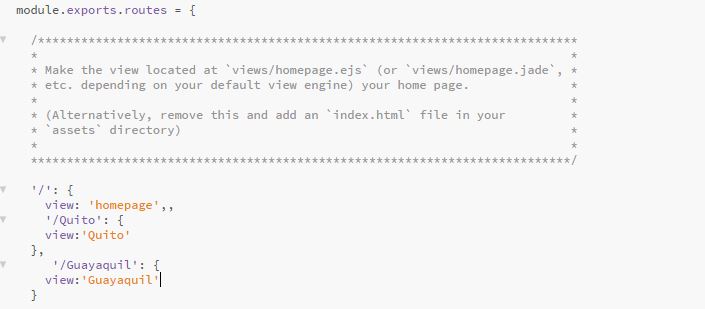 module.exports.routes = {
/***************************************************************************
* *
* Make the view located at `views/homepage.ejs` (or `views/homepage.jade`, *
* etc. depending on your default view engine) your home page. *
* *
* (Alternatively, remove this and add an `index.html` file in your *
* `assets` directory) *
* *
***************************************************************************/
'/': {
view: 'homepage',,
'/Quito': {
view:'Quito'
},
'/Guayaquil': {
view:'Guayaquil'
}